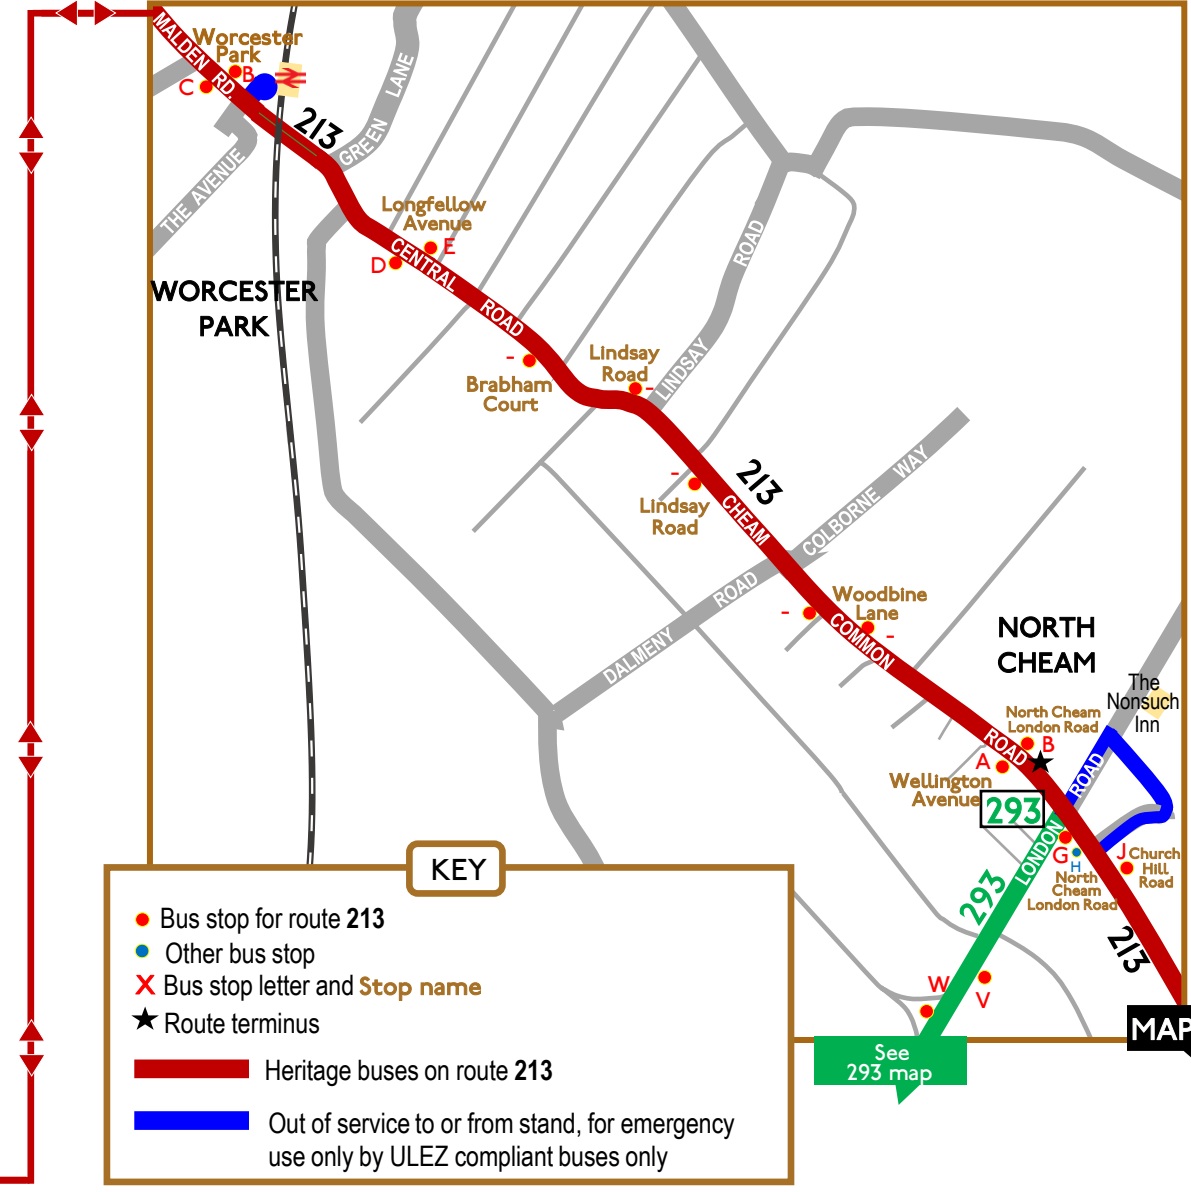 MALDEN RD.
Worcester
Park
B
C
213
GREEN LANE
THE AVENUE
Longfellow
Avenue
E
D
CENTRAL ROAD
WORCESTER
PARK
-
Brabham
Court
Lindsay
Road
-
LINDSAY ROAD
-
Lindsay
Road
213
CHEAM
COLBORNE WAY
DALMENY ROAD
-
Woodbine
Lane
-
COMMON
NORTH
CHEAM
The
Nonsuch
Inn
North Cheam
London Road
ROAD
B
A
Wellington
Avenue
ROAD
293
LONDON
G
H
J
Church
Hill
Road
North
Cheam
London Road
293
213
W
V
MAP
See
293 map
KEY
Bus stop for route 213
Other bus stop
X Bus stop letter and Stop name
Route terminus
Heritage buses on route 213
Out of service to or from stand, for emergency
use only by ULEZ compliant buses only